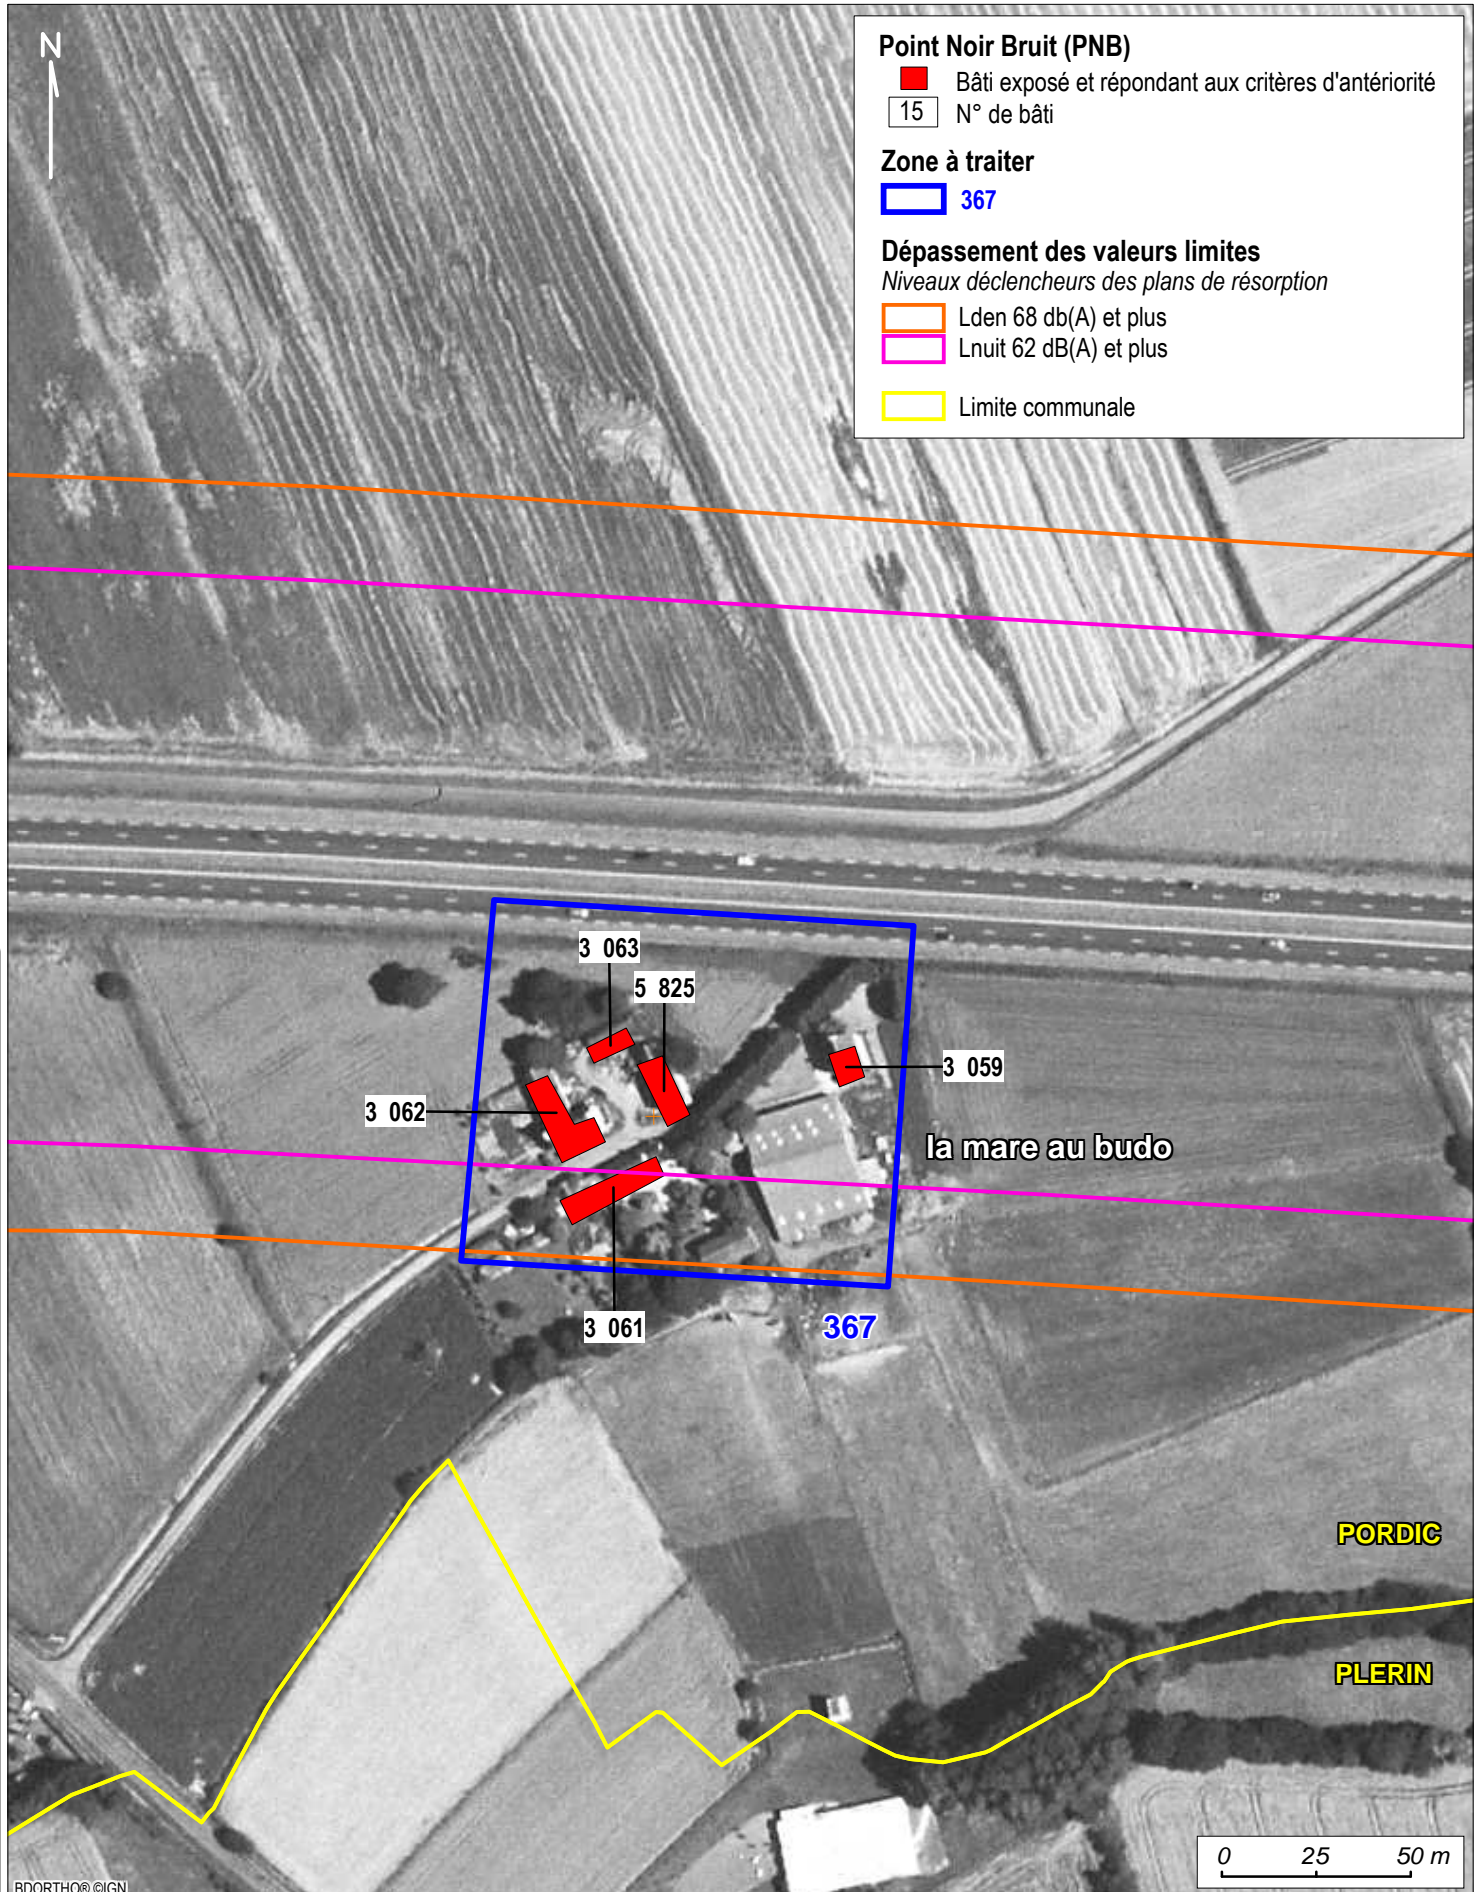 N
Point Noir Bruit (PNB)
Bâti exposé et répondant aux critères d'antériorité
15 N° de bâti
Zone à traiter
367
Dépassement des valeurs limites
Niveaux déclencheurs des plans de résorption
Lden 68 db(A) et plus
Lnuit 62 dB(A) et plus
Limite communale
3 063
5 825
3 059
3 062
la mare au budo
3 061
367
PORDIC
PLERIN
0 25 50 m
BDORTHO® ©IGN